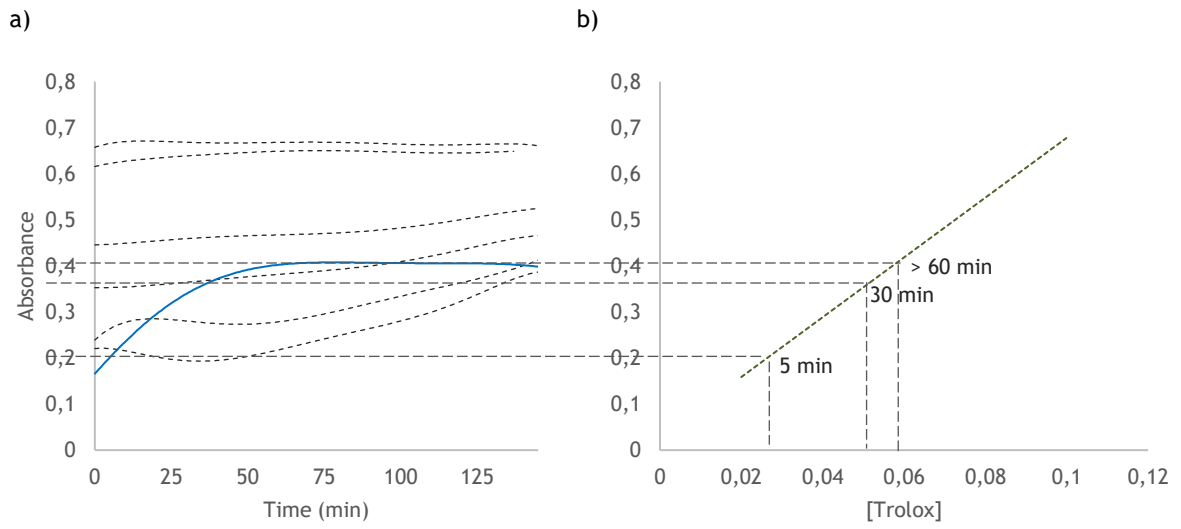 a)
0,8
0,7
0,6
0,5
0,4
0,3
0,2
0,1
0
Absorbance
0 25 50 75 100 125
Time (min)
b)
0,8
0,7
0,6
0,5
0,4
0,3
0,2
0,1
0
> 60 min
30 min
5 min
0 0,02 0,04 0,06 0,08 0,1 0,12
[Trolox]